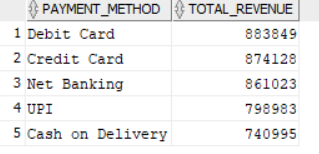 PAYMENT_METHOD TOTAL_REVENUE
1 Debit Card 883849
2 Credit Card 874128
3 Net Banking 861023
4 UPI 798983
5 Cash on Delivery 740995